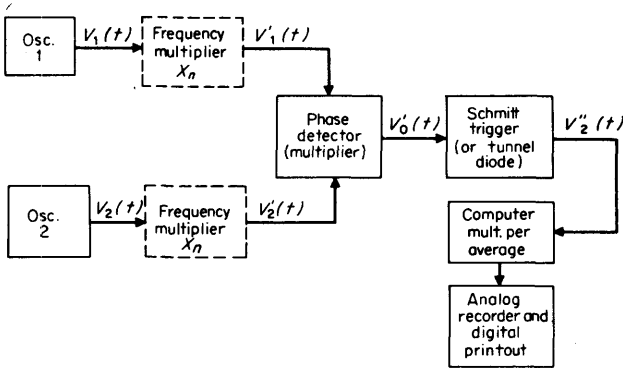 Osc.
1
V₁(t)
Frequency
multiplier
Xn
V'₁(t)
Phase
detector
(multiplier)
V'₀(t)
Schmitt
trigger
(or tunnel
diode)
V''₂(t)
Osc.
2
V₂(t)
Frequency
multiplier
Xn
V'₂(t)
Computer
mult. per
average
Analog
recorder and
digital
printout